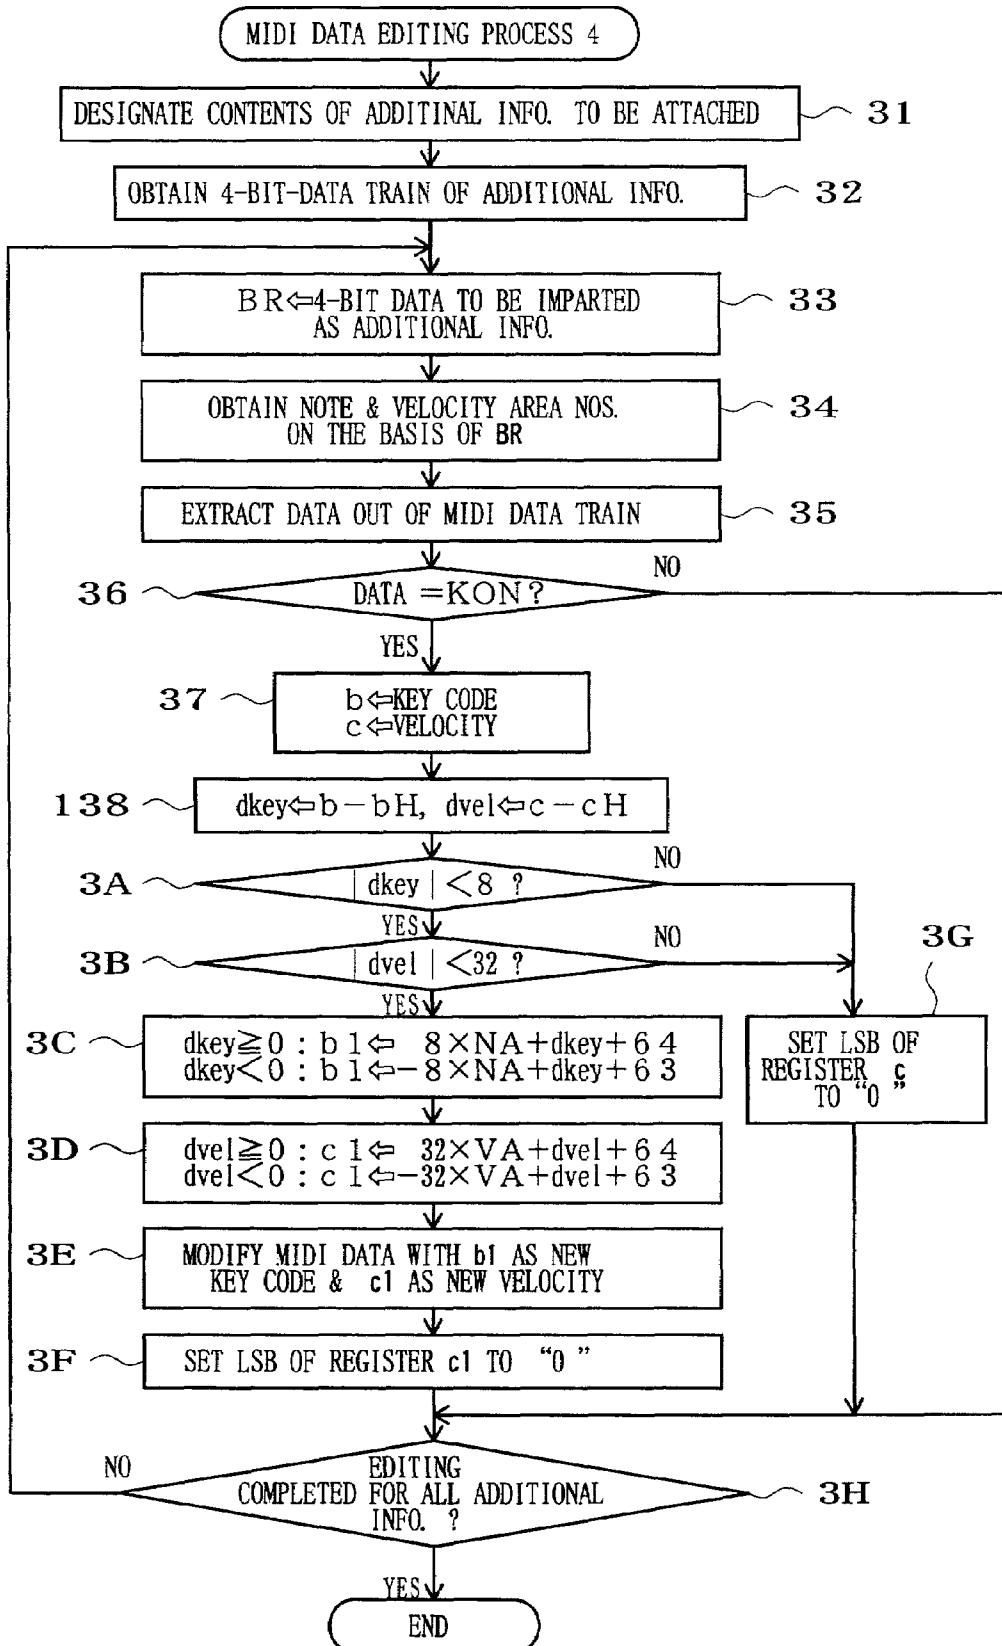 MIDI DATA EDITING PROCESS 4
DESIGNATE CONTENTS OF ADDITINAL INFO. TO BE ATTACHED
31
OBTAIN 4-BIT-DATA TRAIN OF ADDITIONAL INFO.
32
BR⇦4-BIT DATA TO BE IMPARTED
AS ADDITIONAL INFO.
33
OBTAIN NOTE & VELOCITY AREA NOS.
ON THE BASIS OF BR
34
EXTRACT DATA OUT OF MIDI DATA TRAIN
35
36
DATA =KON?
NO
YES
37
b⇦KEY CODE
c⇦VELOCITY
138
dkey⇦b-bH, dvel⇦c-cH
3A
|dkey|<8 ?
NO
YES
3B
|dvel|<32 ?
NO
YES
3G
SET LSB OF
REGISTER c
TO "0"
3C
dkey≧0 : b1⇦ 8×NA+dkey+64
dkey<0 : b1⇦-8×NA+dkey+63
3D
dvel≧0 : c1⇦ 32×VA+dvel+64
dvel<0 : c1⇦-32×VA+dvel+63
3E
MODIFY MIDI DATA WITH b1 AS NEW
KEY CODE & c1 AS NEW VELOCITY
3F
SET LSB OF REGISTER c1 TO "0"
NO
EDITING
COMPLETED FOR ALL ADDITIONAL
INFO. ?
3H
YES
END